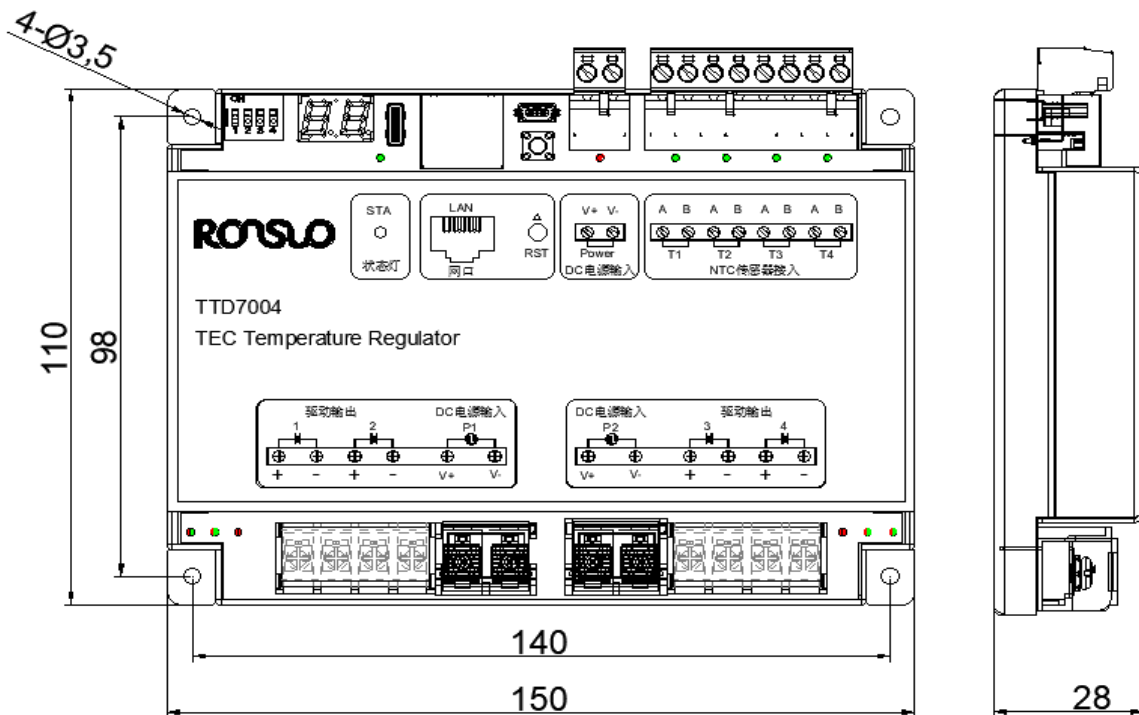 4-Ø3,5
1 2 3 4
RONSLO
STA
状态灯
LAN
网口
RST
V+ V-
Power
DC电源输入
A B A B A B A B
T1 T2 T3 T4
NTC传感器接入
TTD7004
TEC Temperature Regulator
110
98
驱动输出 DC电源输入
1 2 P1
+ - + - V+ V-
DC电源输入 驱动输出
P2 3 4
V+ V- + - + -
140
150
28